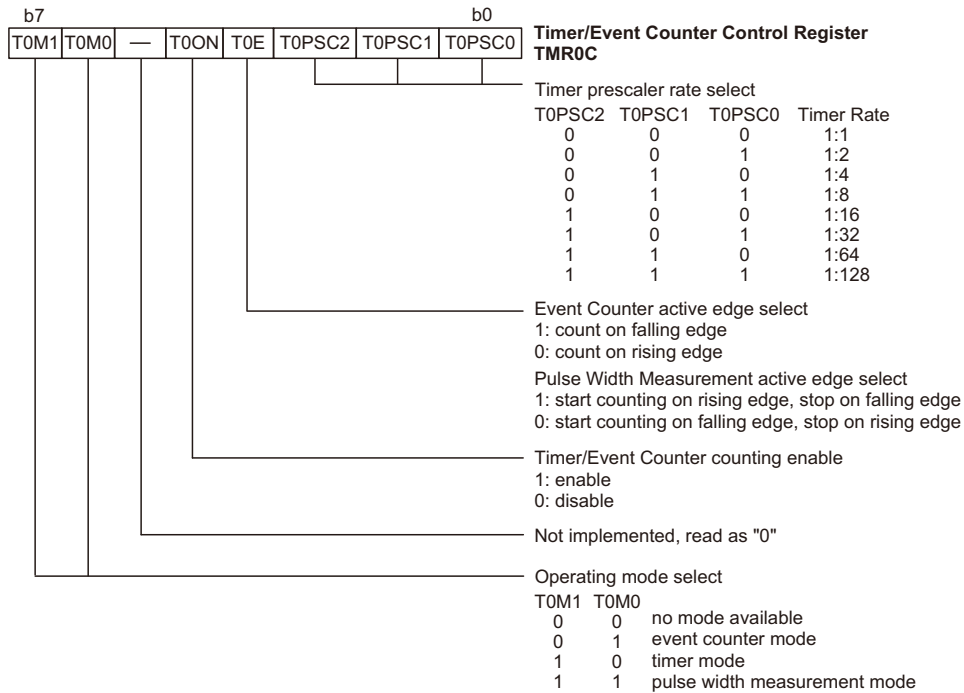 b7 b0
T0M1 T0M0 — T0ON T0E T0PSC2 T0PSC1 T0PSC0
Timer/Event Counter Control Register
TMR0C
Timer prescaler rate select
T0PSC2 T0PSC1 T0PSC0 Timer Rate
0 0 0 1:1
0 0 1 1:2
0 1 0 1:4
0 1 1 1:8
1 0 0 1:16
1 0 1 1:32
1 1 0 1:64
1 1 1 1:128
Event Counter active edge select
1: count on falling edge
0: count on rising edge
Pulse Width Measurement active edge select
1: start counting on rising edge, stop on falling edge
0: start counting on falling edge, stop on rising edge
Timer/Event Counter counting enable
1: enable
0: disable
Not implemented, read as "0"
Operating mode select
T0M1 T0M0
0 0 no mode available
0 1 event counter mode
1 0 timer mode
1 1 pulse width measurement mode